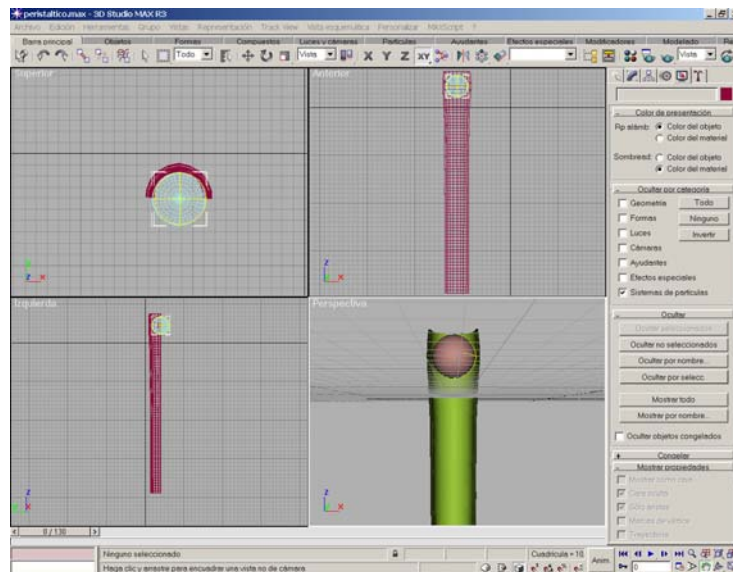 peristaltico.max - 3D Studio MAX R3
Archivo Edición Herramientas Grupo Vistas Representación Track View Vista esquemática Personalizar MAXScript ?
Barra principal Objetos Formas Compuestos Luces y cámaras Partículas Ayudantes Efectos especiales Modificadores Modelado Re
Todo Vista X Y Z XY Vista
Superior
Anterior
Izquierda
Perspectiva
Z X
Z X
Z X
Z X
Color de presentación
Rp alámb: Color del objeto
Color del material
Sombread: Color del objeto
Color del material
Ocultar por categoría
Geometría Todo
Formas Ninguno
Luces Invertir
Cámaras
Ayudantes
Efectos especiales
Sistemas de partículas
Ocultar
Ocultar seleccionados
Ocultar no seleccionados
Ocultar por nombre...
Ocultar por selecc.
Mostrar todo
Mostrar por nombre...
Ocultar objetos congelados
Congelar
Mostrar propiedades
Mostrar como caja
Cara oculta
Sólo aristas
Marcas de vértice
Trayectoria
0 / 130
Ninguno seleccionado
Cuadrícula = 10,
Anim
Haga clic y arrastre para encuadrar una vista no de cámara
0